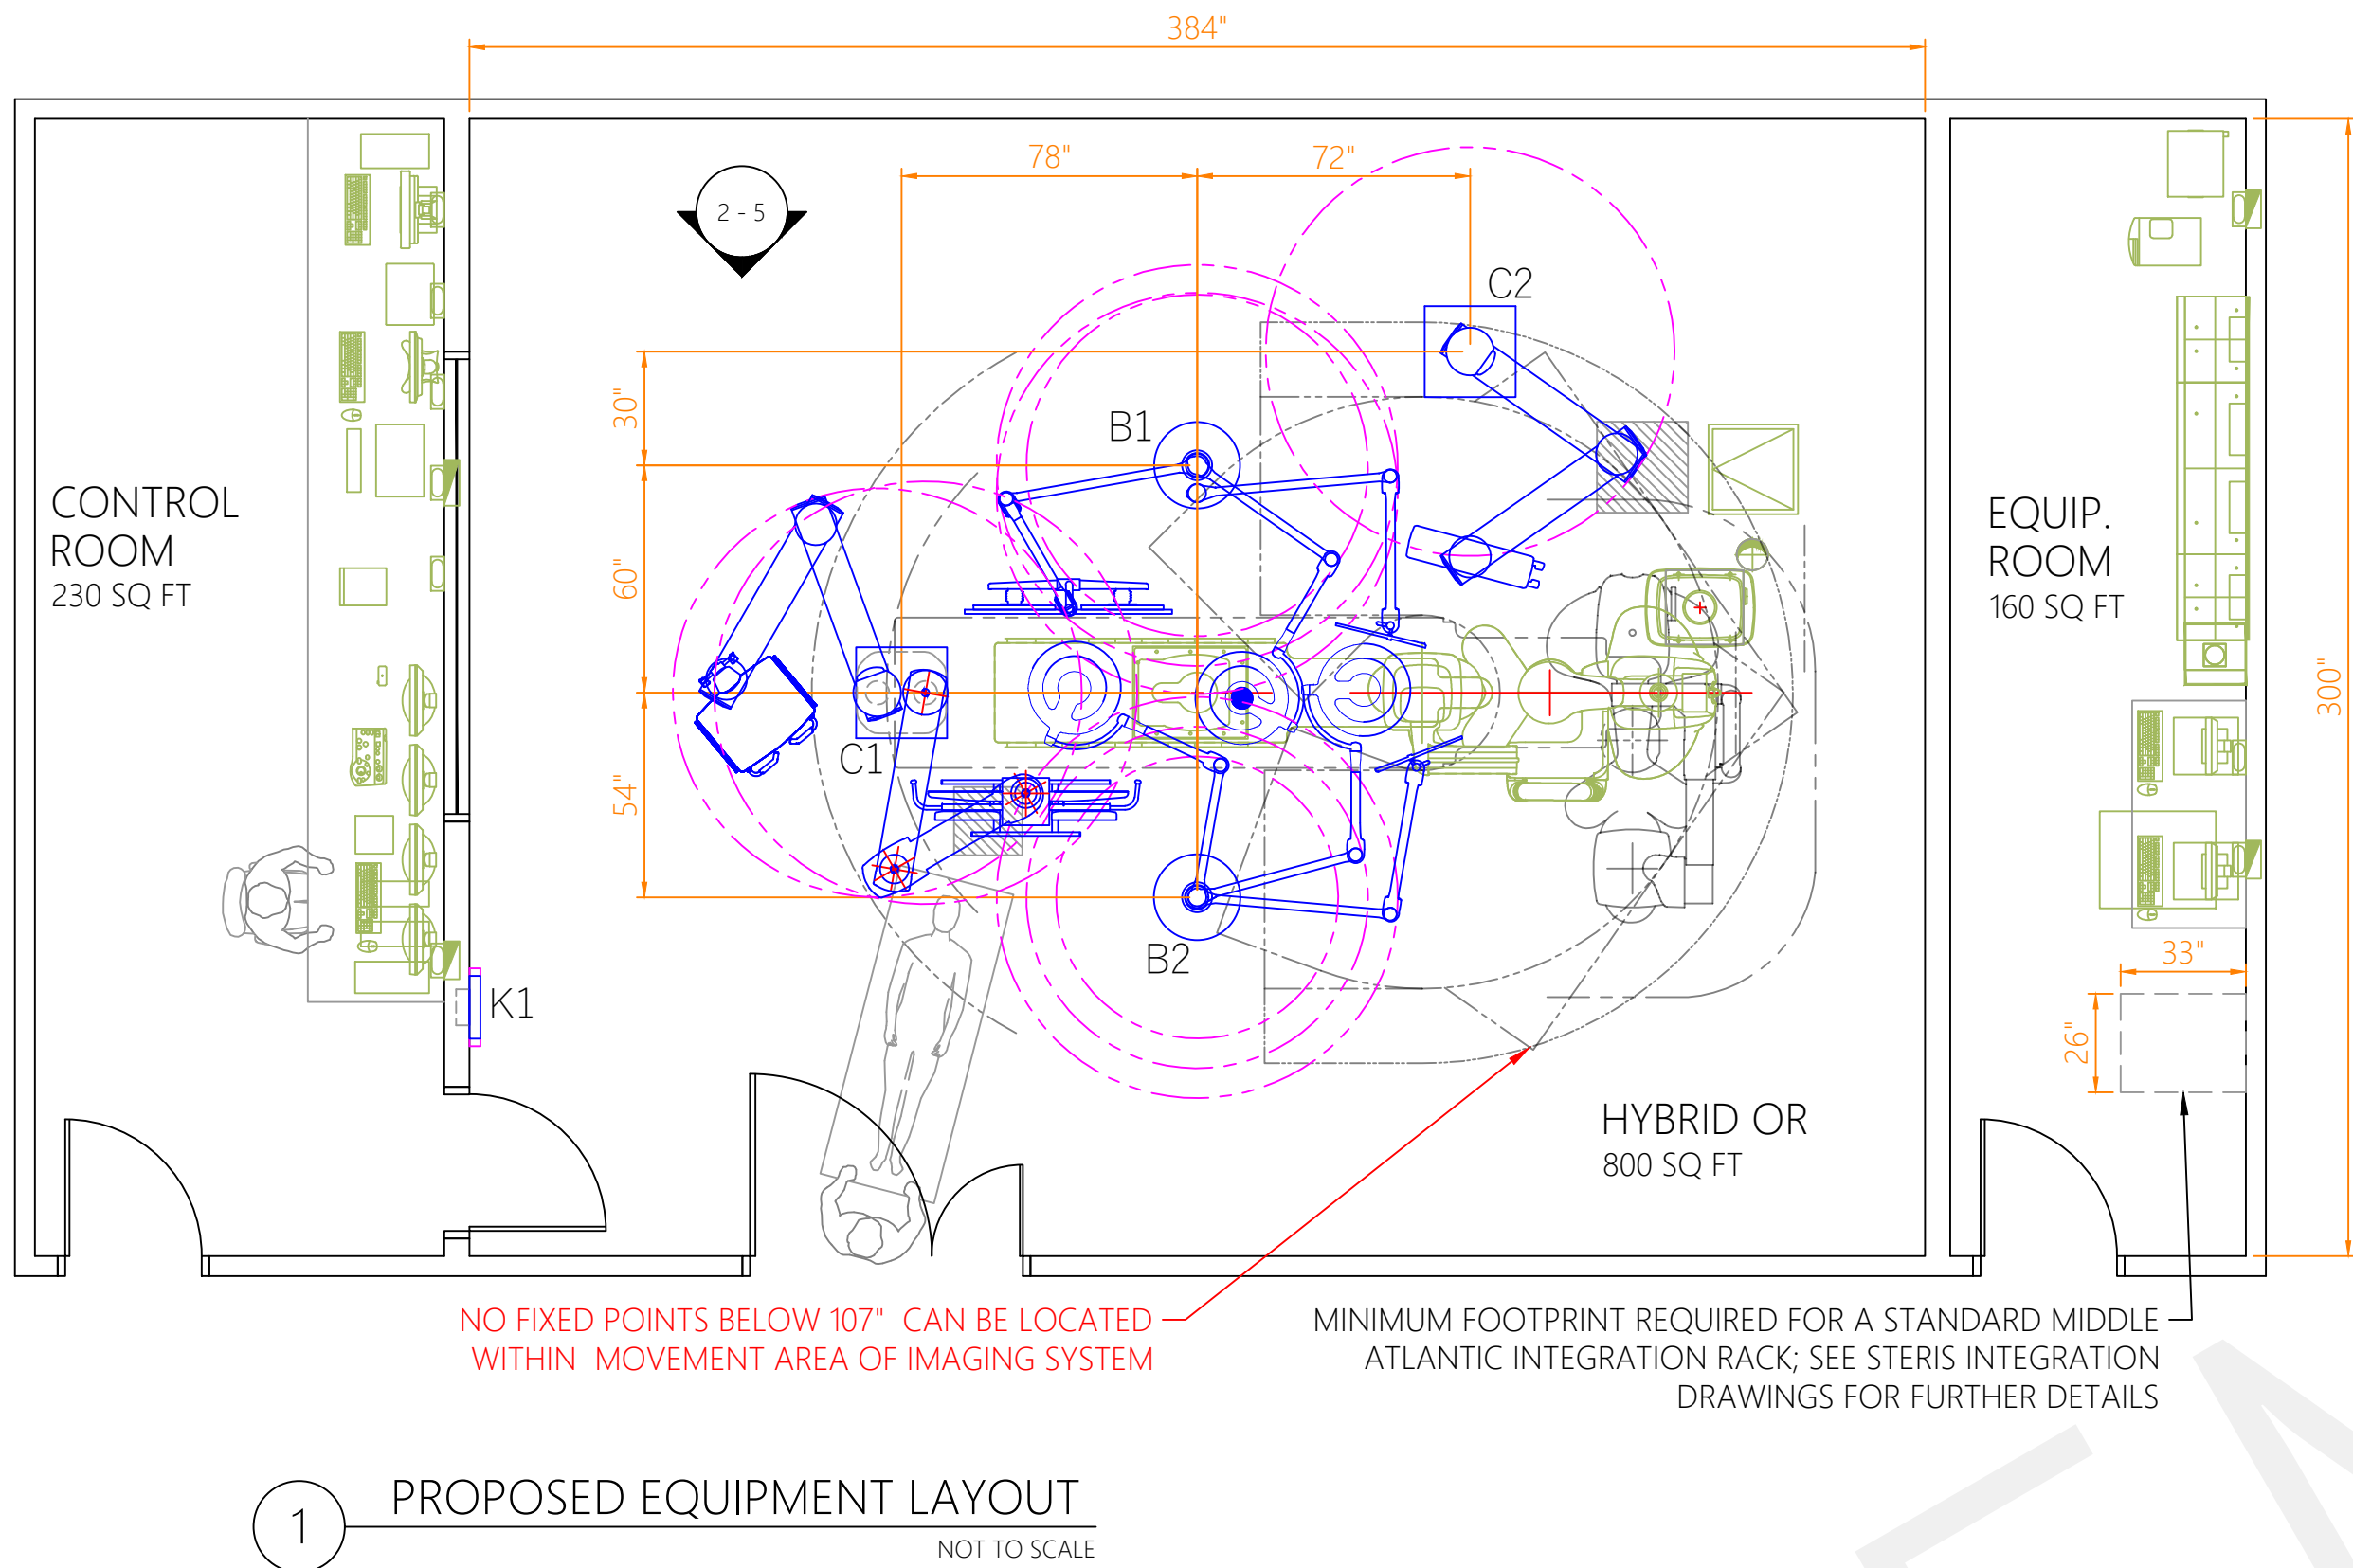 384"
78"
72"
2 - 5
C2
30"
B1
CONTROL
ROOM
230 SQ FT
EQUIP.
ROOM
160 SQ FT
60"
300"
C1
54"
B2
33"
K1
26"
HYBRID OR
800 SQ FT
NO FIXED POINTS BELOW 107" CAN BE LOCATED
WITHIN MOVEMENT AREA OF IMAGING SYSTEM
MINIMUM FOOTPRINT REQUIRED FOR A STANDARD MIDDLE
ATLANTIC INTEGRATION RACK; SEE STERIS INTEGRATION
DRAWINGS FOR FURTHER DETAILS
1
PROPOSED EQUIPMENT LAYOUT
NOT TO SCALE